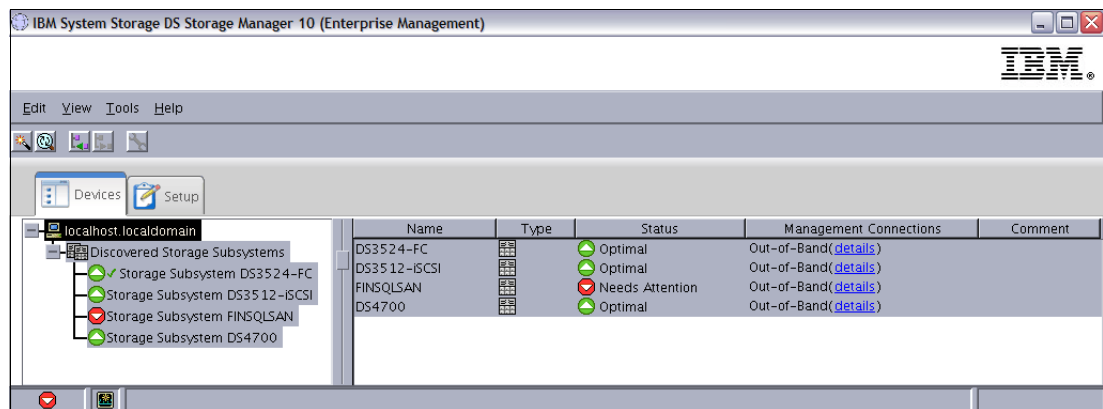 IBM System Storage DS Storage Manager 10 (Enterprise Management)
IBM®
Edit View Tools Help
Devices Setup
localhost.localdomain
Discovered Storage Subsystems
Storage Subsystem DS3524-FC
Storage Subsystem DS3512-iSCSI
Storage Subsystem FINSQLSAN
Storage Subsystem DS4700
Name Type Status Management Connections Comment
DS3524-FC Optimal Out-of-Band(details)
DS3512-iSCSI Optimal Out-of-Band(details)
FINSQLSAN Needs Attention Out-of-Band(details)
DS4700 Optimal Out-of-Band(details)